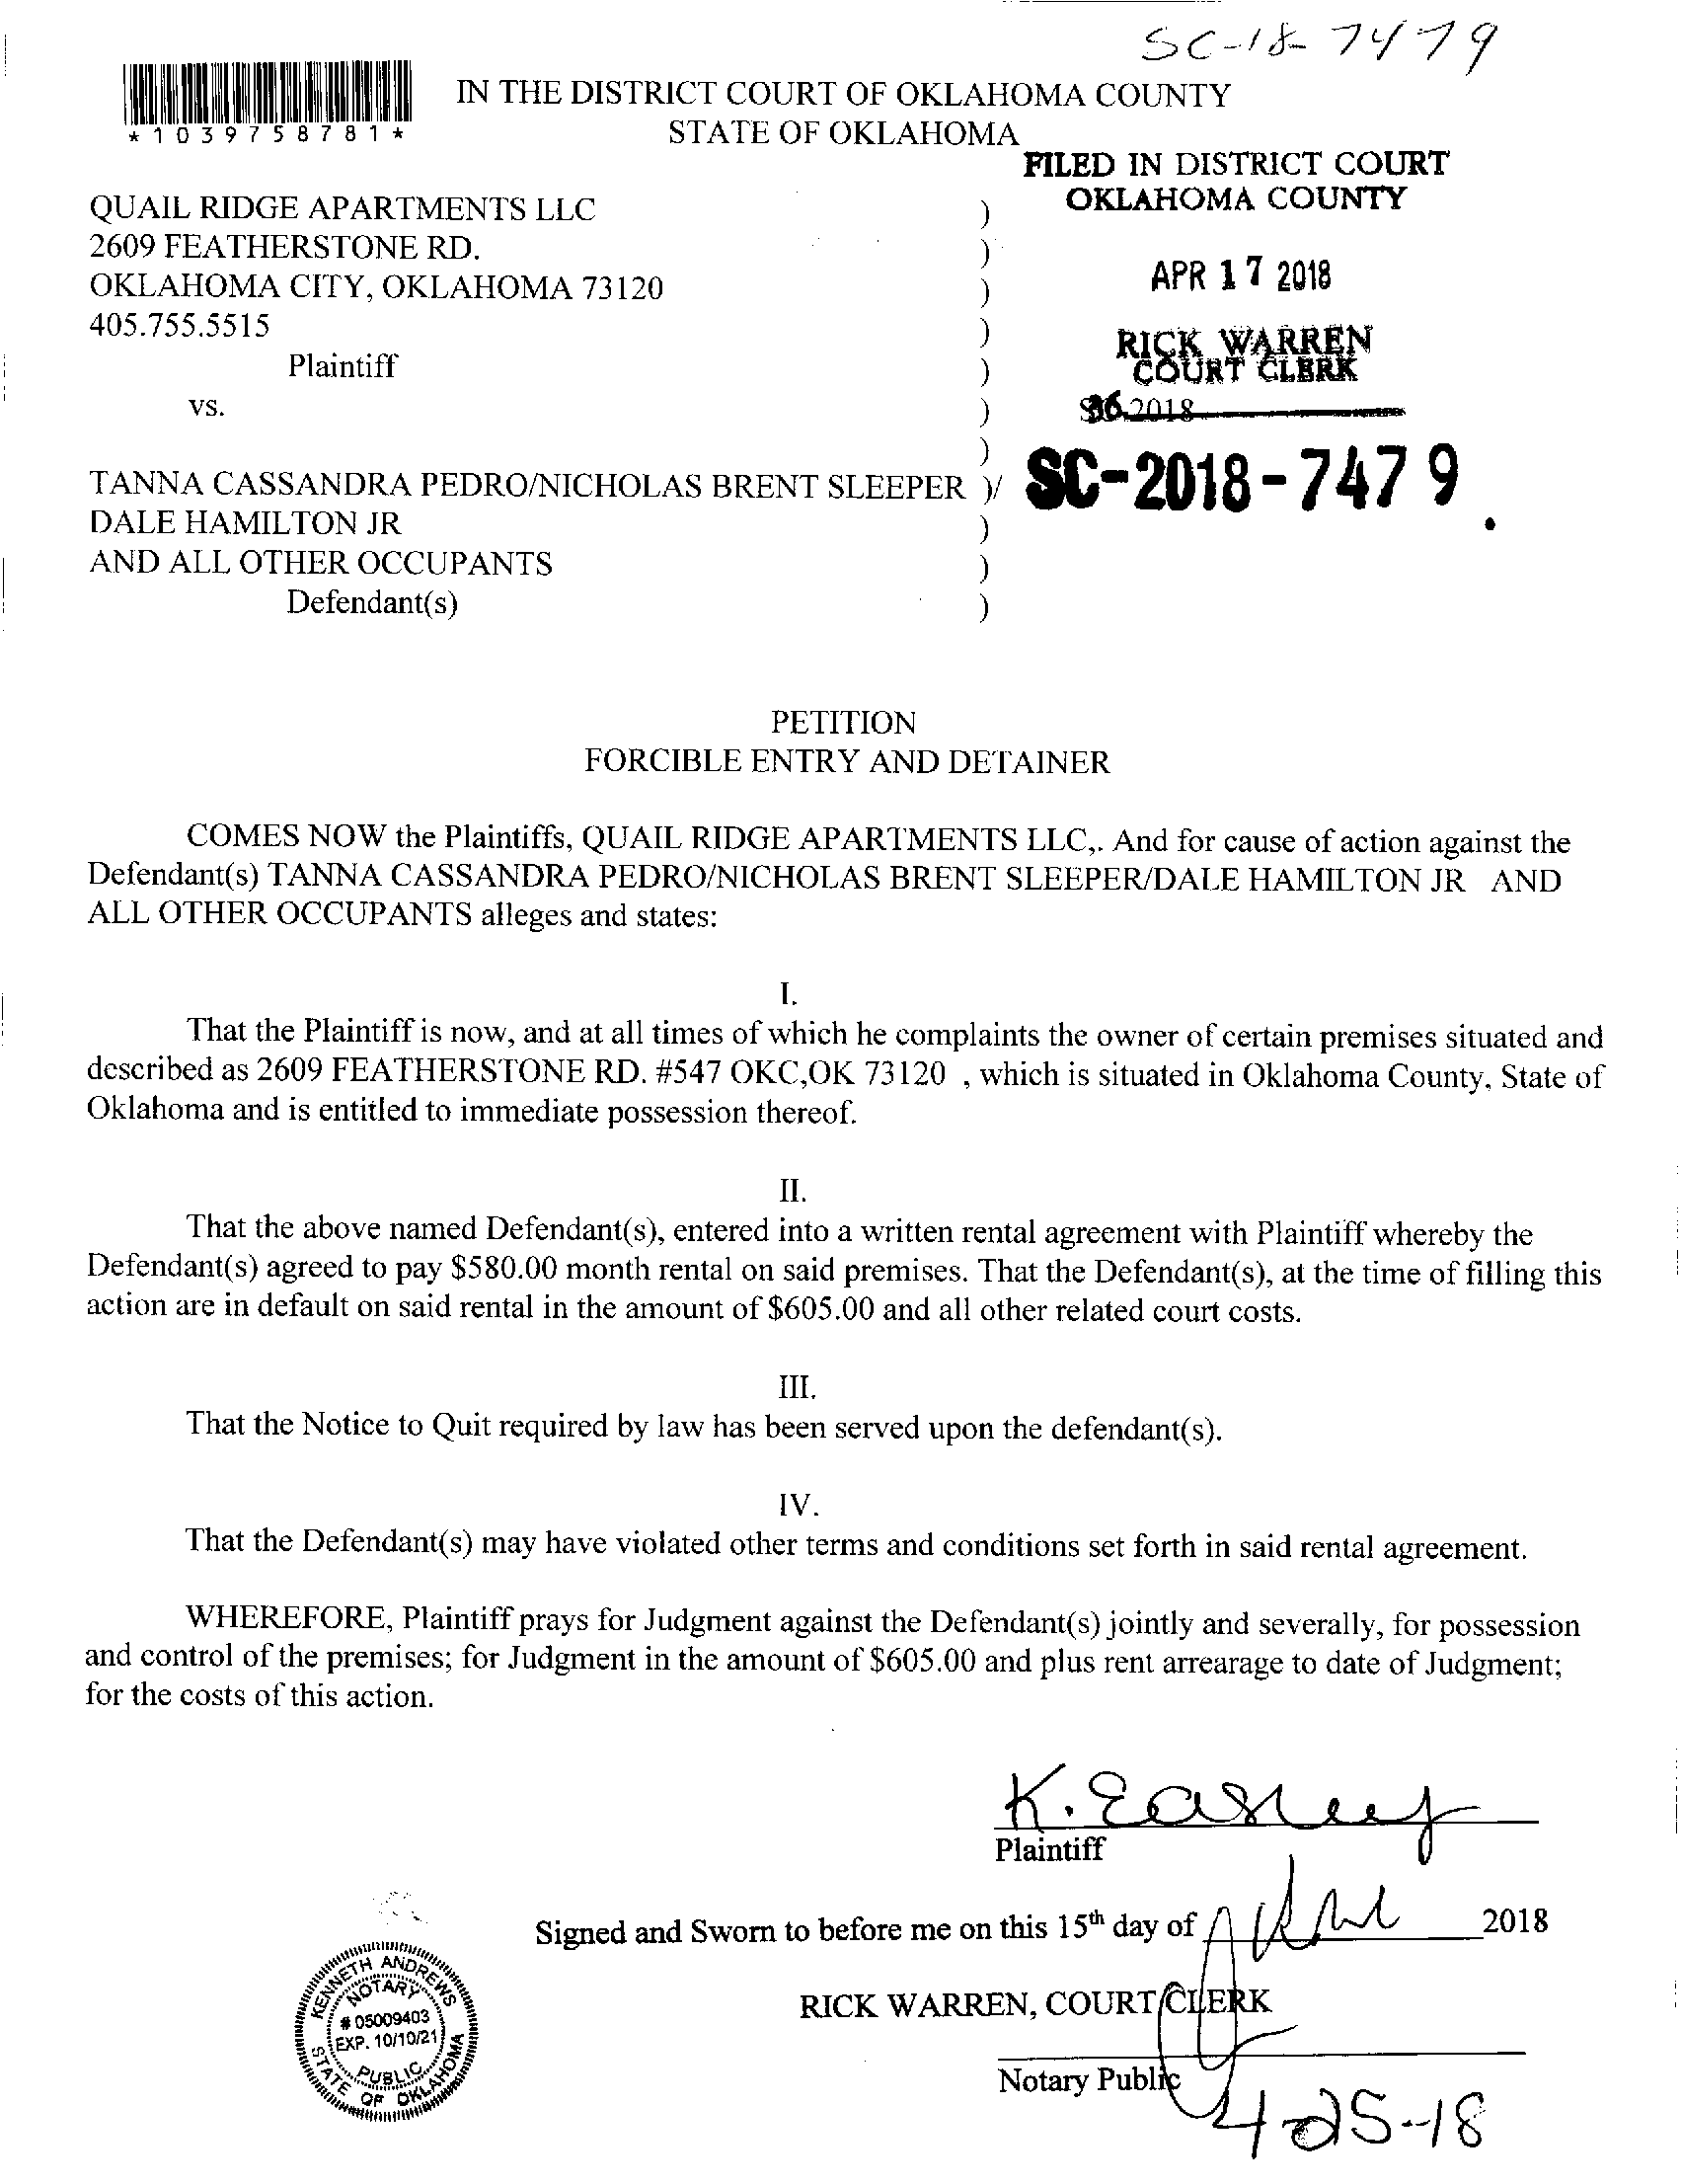 SC-18-7479
*1039758781*
IN THE DISTRICT COURT OF OKLAHOMA COUNTY
STATE OF OKLAHOMA
FILED IN DISTRICT COURT
OKLAHOMA COUNTY
APR 17 2018
RICK WARREN
COURT CLERK
36
SC-2018-7479
QUAIL RIDGE APARTMENTS LLC )
2609 FEATHERSTONE RD. )
OKLAHOMA CITY, OKLAHOMA 73120 )
405.755.5515 )
Plaintiff )
vs. )
)
TANNA CASSANDRA PEDRO/NICHOLAS BRENT SLEEPER )/
DALE HAMILTON JR )
AND ALL OTHER OCCUPANTS )
Defendant(s) )
PETITION
FORCIBLE ENTRY AND DETAINER
COMES NOW the Plaintiffs, QUAIL RIDGE APARTMENTS LLC,. And for cause of action against the
Defendant(s) TANNA CASSANDRA PEDRO/NICHOLAS BRENT SLEEPER/DALE HAMILTON JR AND
ALL OTHER OCCUPANTS alleges and states:
I.
That the Plaintiff is now, and at all times of which he complaints the owner of certain premises situated and
described as 2609 FEATHERSTONE RD. #547 OKC,OK 73120 , which is situated in Oklahoma County, State of
Oklahoma and is entitled to immediate possession thereof.
II.
That the above named Defendant(s), entered into a written rental agreement with Plaintiff whereby the
Defendant(s) agreed to pay $580.00 month rental on said premises. That the Defendant(s), at the time of filling this
action are in default on said rental in the amount of $605.00 and all other related court costs.
III.
That the Notice to Quit required by law has been served upon the defendant(s).
IV.
That the Defendant(s) may have violated other terms and conditions set forth in said rental agreement.
WHEREFORE, Plaintiff prays for Judgment against the Defendant(s) jointly and severally, for possession
and control of the premises; for Judgment in the amount of $605.00 and plus rent arrearage to date of Judgment;
for the costs of this action.
K. Easley
Plaintiff
Signed and Sworn to before me on this 15th day of April 2018
RICK WARREN, COURT CLERK
Notary Public
4-25-18
KENNETH ANDREWS
NOTARY
# 05009403
EXP. 10/10/21
PUBLIC
STATE OF OKLAHOMA